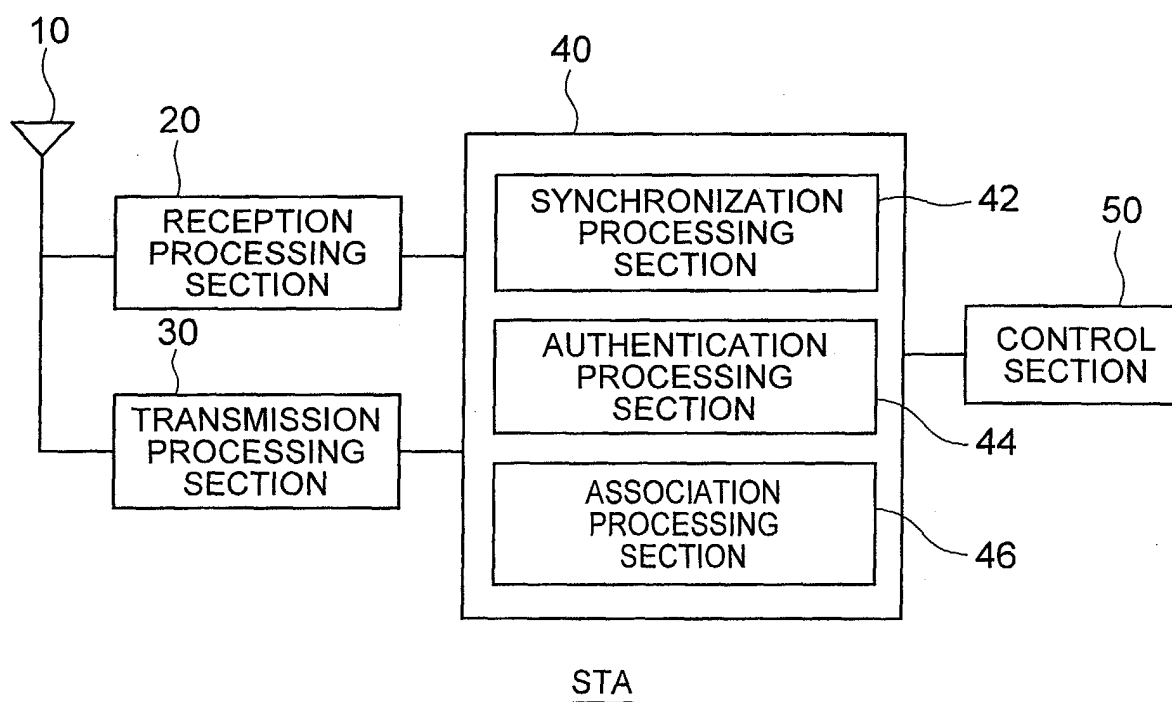 10
20
RECEPTION
PROCESSING
SECTION
30
TRANSMISSION
PROCESSING
SECTION
40
SYNCHRONIZATION
PROCESSING
SECTION
42
AUTHENTICATION
PROCESSING
SECTION
44
ASSOCIATION
PROCESSING
SECTION
46
50
CONTROL
SECTION
STA